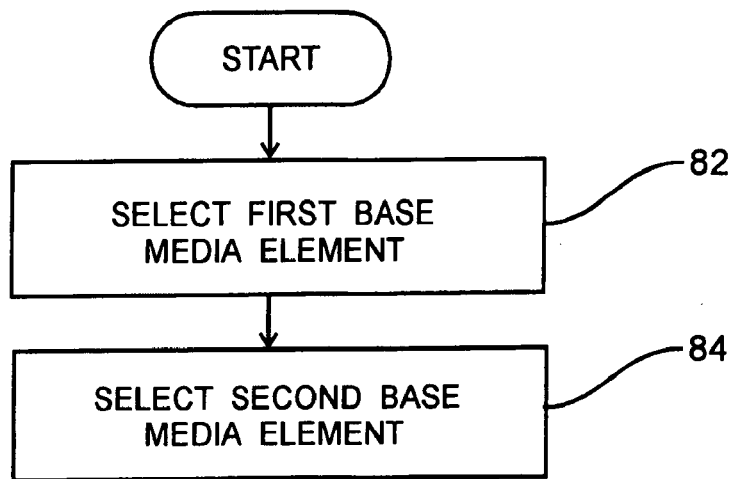 START
82
SELECT FIRST BASE
MEDIA ELEMENT
84
SELECT SECOND BASE
MEDIA ELEMENT